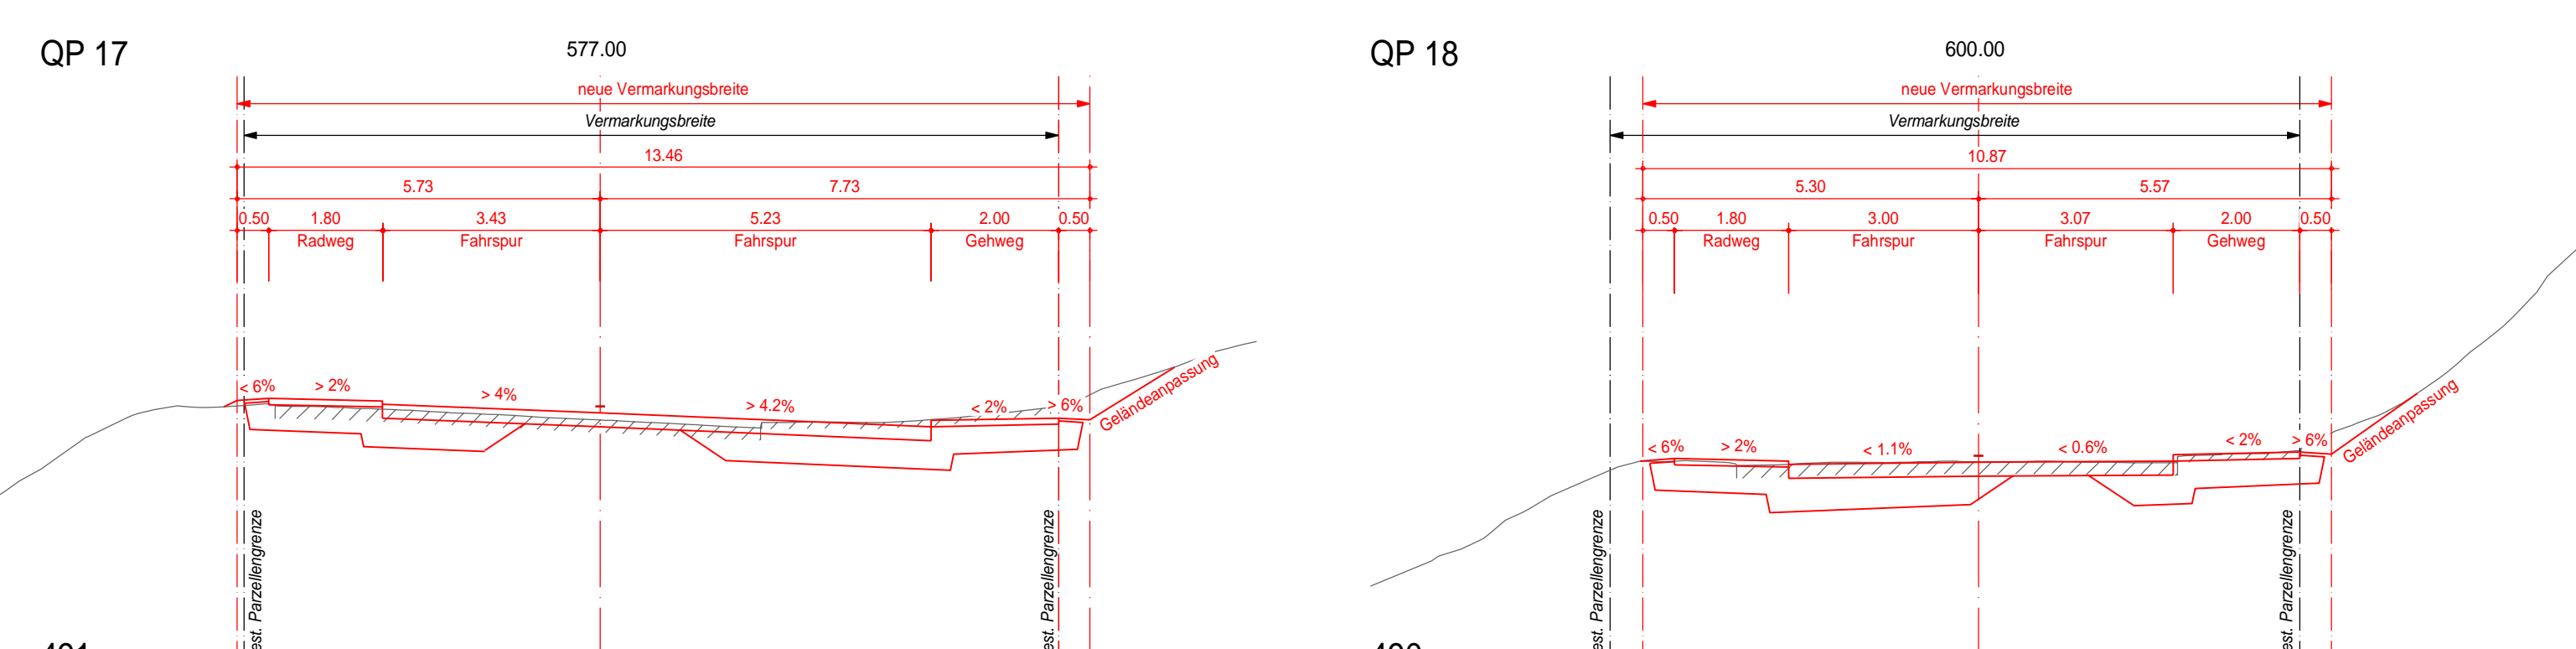 QP 17
577.00
neue Vermarkungsbreite
Vermarkungsbreite
13.46
5.73 7.73
0.50 1.80 3.43 5.23 2.00 0.50
Radweg Fahrspur Fahrspur Gehweg
< 6% > 2% > 4% > 4.2% < 2% > 6%
Geländeanpassung
est. Parzellengrenze
est. Parzellengrenze
QP 18
600.00
neue Vermarkungsbreite
Vermarkungsbreite
10.87
5.30 5.57
0.50 1.80 3.00 3.07 2.00 0.50
Radweg Fahrspur Fahrspur Gehweg
< 6% > 2% < 1.1% < 0.6% < 2% > 6%
Geländeanpassung
est. Parzellengrenze
est. Parzellengrenze